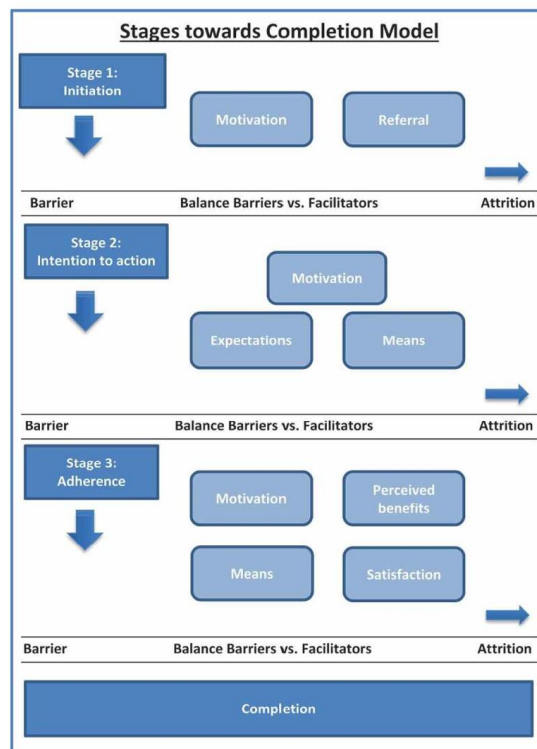 Stages towards Completion Model
Stage 1:
Initiation
Motivation
Referral
Barrier
Balance Barriers vs. Facilitators
Attrition
Stage 2:
Intention to action
Motivation
Expectations
Means
Barrier
Balance Barriers vs. Facilitators
Attrition
Stage 3:
Adherence
Motivation
Perceived
benefits
Means
Satisfaction
Barrier
Balance Barriers vs. Facilitators
Attrition
Completion